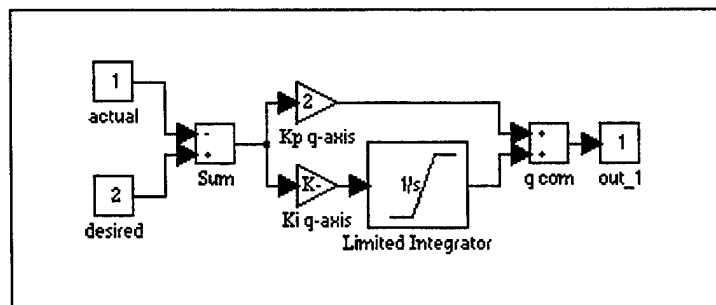 1
actual
2
desired
-
+
Sum
2
Kp q-axis
K-
Ki q-axis
1/s
Limited Integrator
+
+
q com
1
out_1